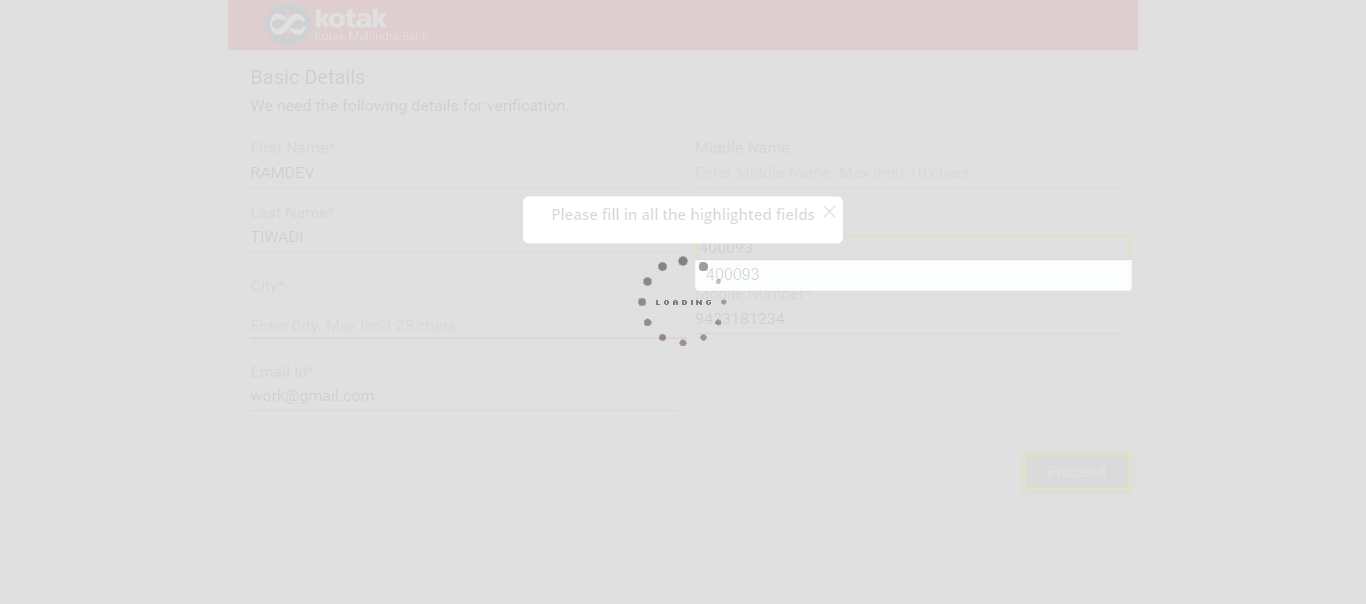 kotak
Kotak Mahindra Bank
Basic Details
We need the following details for verification.
First Name*
Middle Name
RAMDEV
Enter Middle Name. Max limit 10 chars.
Last Name*
Please fill in all the highlighted fields
TIWADI
400093
400093
City*
Mobile Number*
LOADING
Enter City. Max limit 25 chars
9423181234
Email Id*
work@gmail.com
Proceed